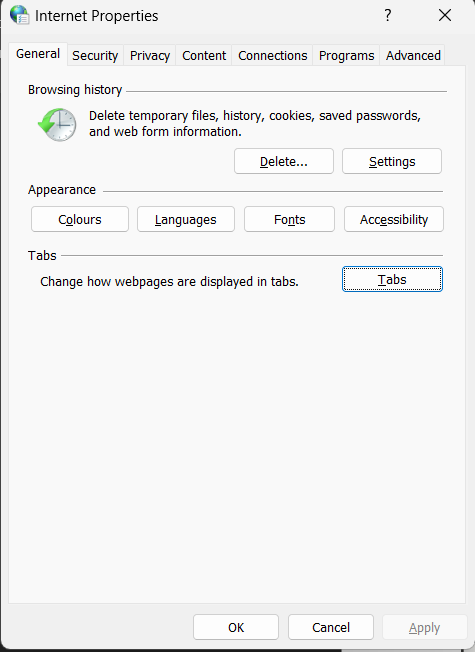 Internet Properties
?
General Security Privacy Content Connections Programs Advanced
Browsing history
Delete temporary files, history, cookies, saved passwords,
and web form information.
Delete... Settings
Appearance
Colours Languages Fonts Accessibility
Tabs
Change how webpages are displayed in tabs. Tabs
OK Cancel Apply